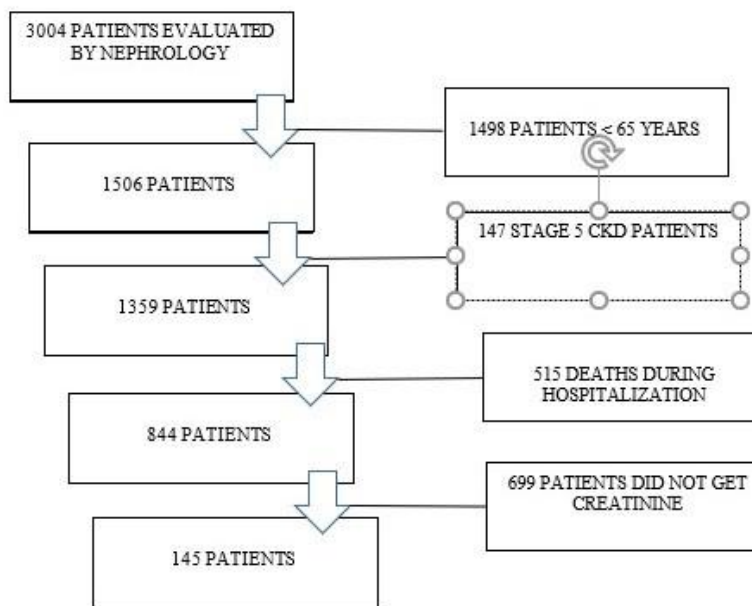 3004 PATIENTS EVALUATED
BY NEPHROLOGY
1498 PATIENTS < 65 YEARS
1506 PATIENTS
147 STAGE 5 CKD PATIENTS
1359 PATIENTS
515 DEATHS DURING
HOSPITALIZATION
844 PATIENTS
699 PATIENTS DID NOT GET
CREATININE
145 PATIENTS